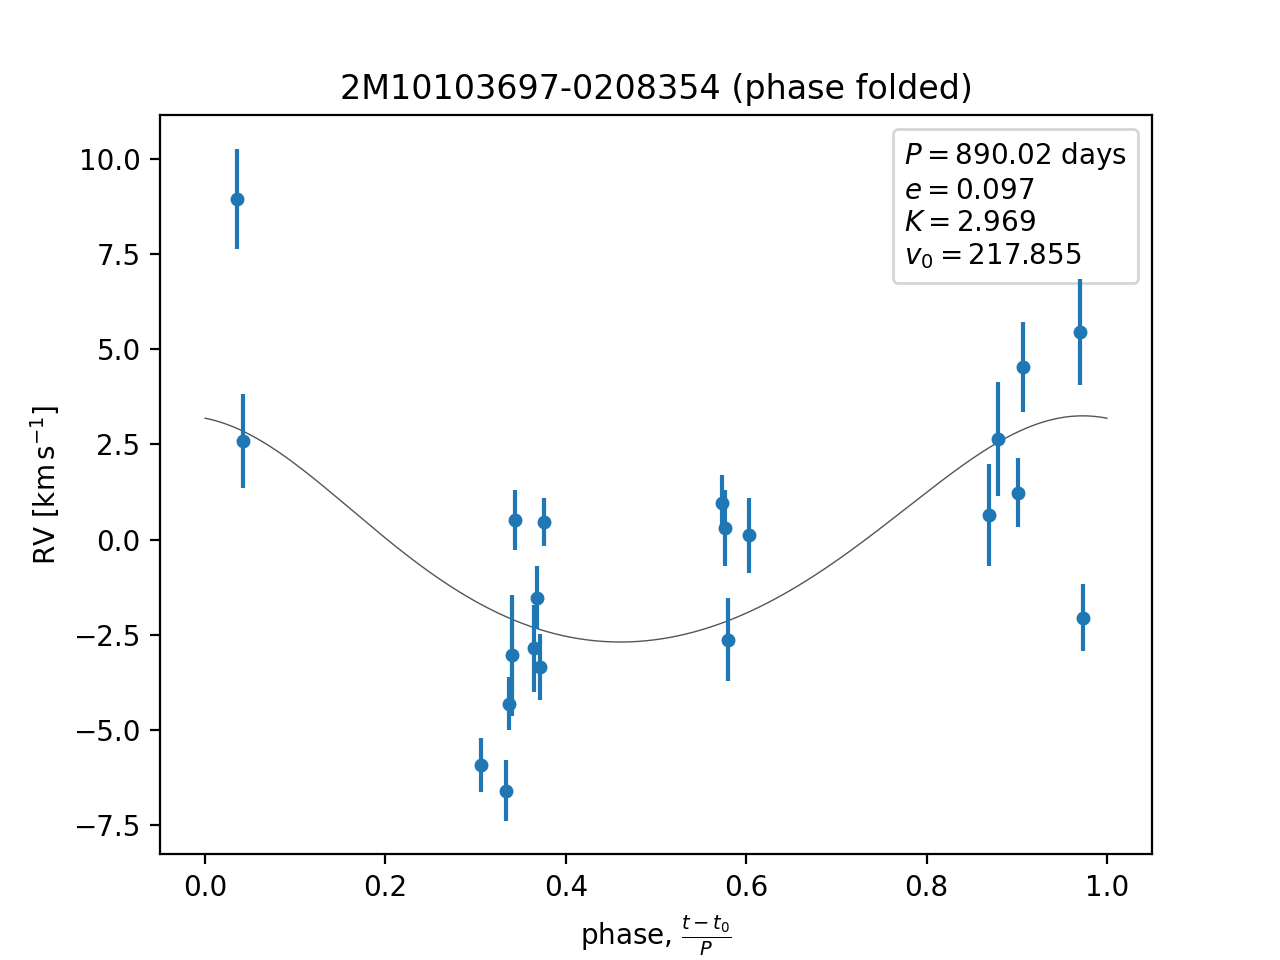 2M10103697-0208354 (phase folded)
P = 890.02 days
e = 0.097
K = 2.969
v₀ = 217.855
10.0
7.5
5.0
2.5
0.0
−2.5
−5.0
−7.5
RV [km s⁻¹]
0.0 0.2 0.4 0.6 0.8 1.0
phase, (t − t₀)/P